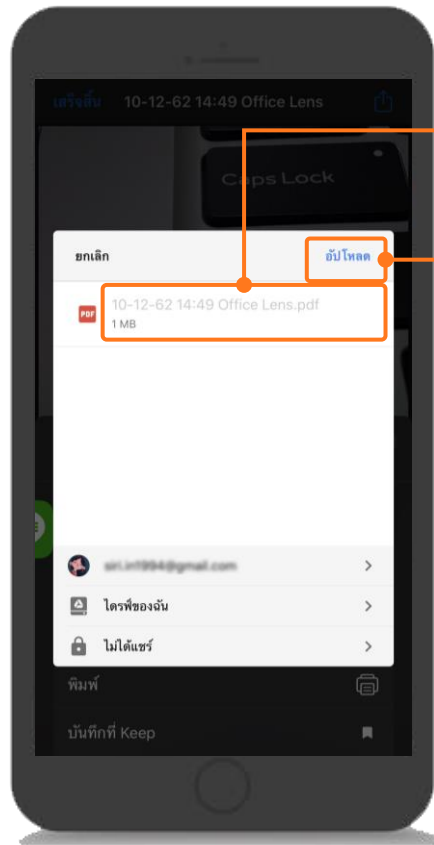 เสร็จสิ้น 10-12-62 14:49 Office Lens
Caps Lock
ยกเลิก อัปโหลด
PDF 10-12-62 14:49 Office Lens.pdf
1 MB
ไดรฟ์ของฉัน
ไม่ได้แชร์
พิมพ์
บันทึกที่ Keep